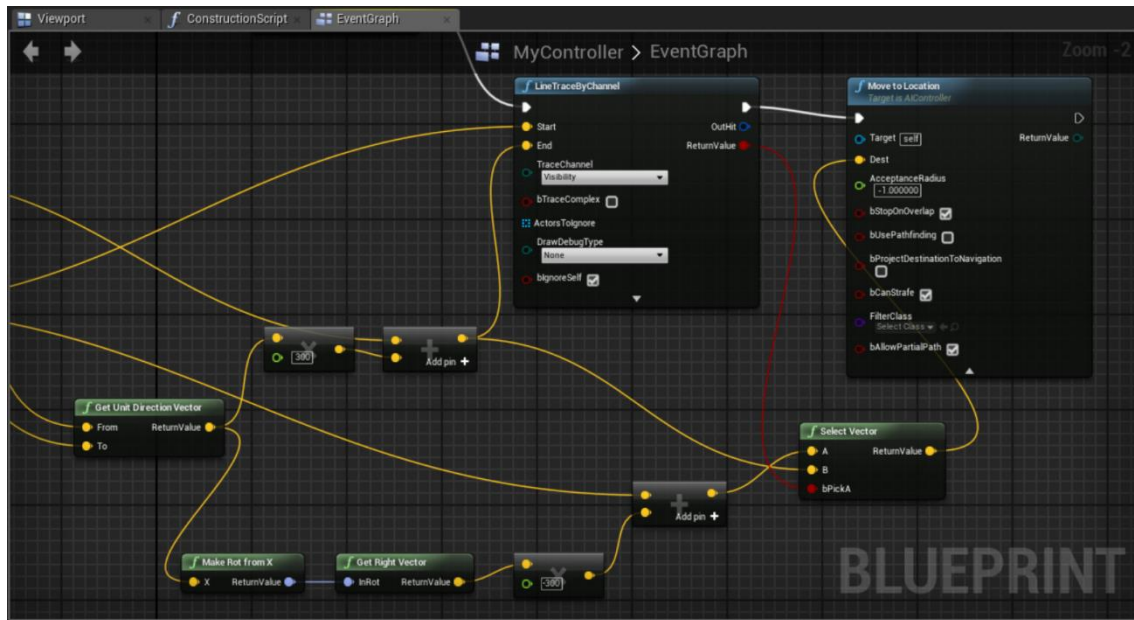 Viewport
ConstructionScript
EventGraph
MyController > EventGraph
Zoom -2
LineTraceByChannel
Start
End
OutHit
ReturnValue
TraceChannel
Visibility
bTraceComplex
ActorsToIgnore
DrawDebugType
None
bIgnoreSelf
Move to Location
Target is AIController
Target self
ReturnValue
Dest
AcceptanceRadius
-1.000000
bStopOnOverlap
bUsePathfinding
bProjectDestinationToNavigation
bCanStrafe
FilterClass
Select Class
bAllowPartialPath
300
Add pin +
Get Unit Direction Vector
From
ReturnValue
To
Select Vector
A
ReturnValue
B
bPickA
Add pin +
Make Rot from X
X
ReturnValue
Get Right Vector
InRot
ReturnValue
-300
BLUEPRINT